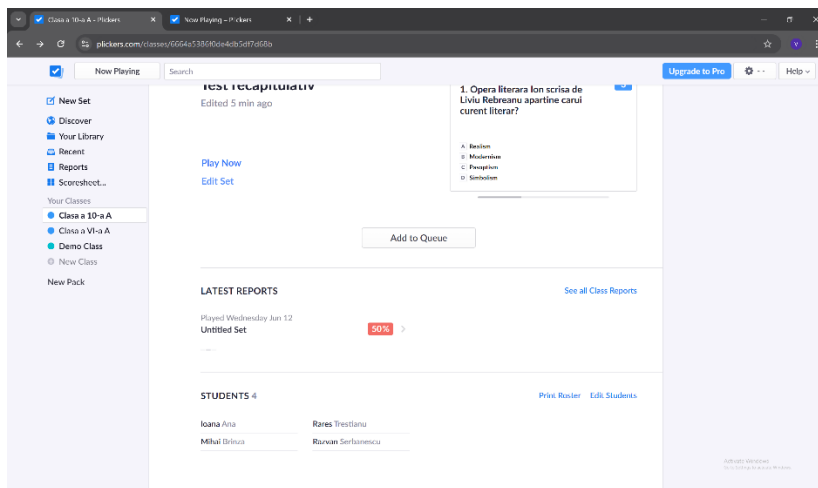 Clasa a 10-a A - Plickers
Now Playing – Plickers
plickers.com/classes/6664a5386f0de4db5df7d68b
Now Playing
Search
Upgrade to Pro
Help
New Set
Discover
Your Library
Recent
Reports
Scoresheet...
Your Classes
Clasa a 10-a A
Clasa a VI-a A
Demo Class
New Class
New Pack
Test recapitulativ
Edited 5 min ago
Play Now
Edit Set
1. Opera literara Ion scrisa de
Liviu Rebreanu apartine carui
curent literar?
A Realism
B Modernism
C Pasoptism
D Simbolism
Add to Queue
LATEST REPORTS
See all Class Reports
Played Wednesday Jun 12
Untitled Set
50%
STUDENTS 4
Print Roster Edit Students
Ioana Ana
Rares Trestianu
Mihai Brinza
Razvan Serbanescu
Activate Windows